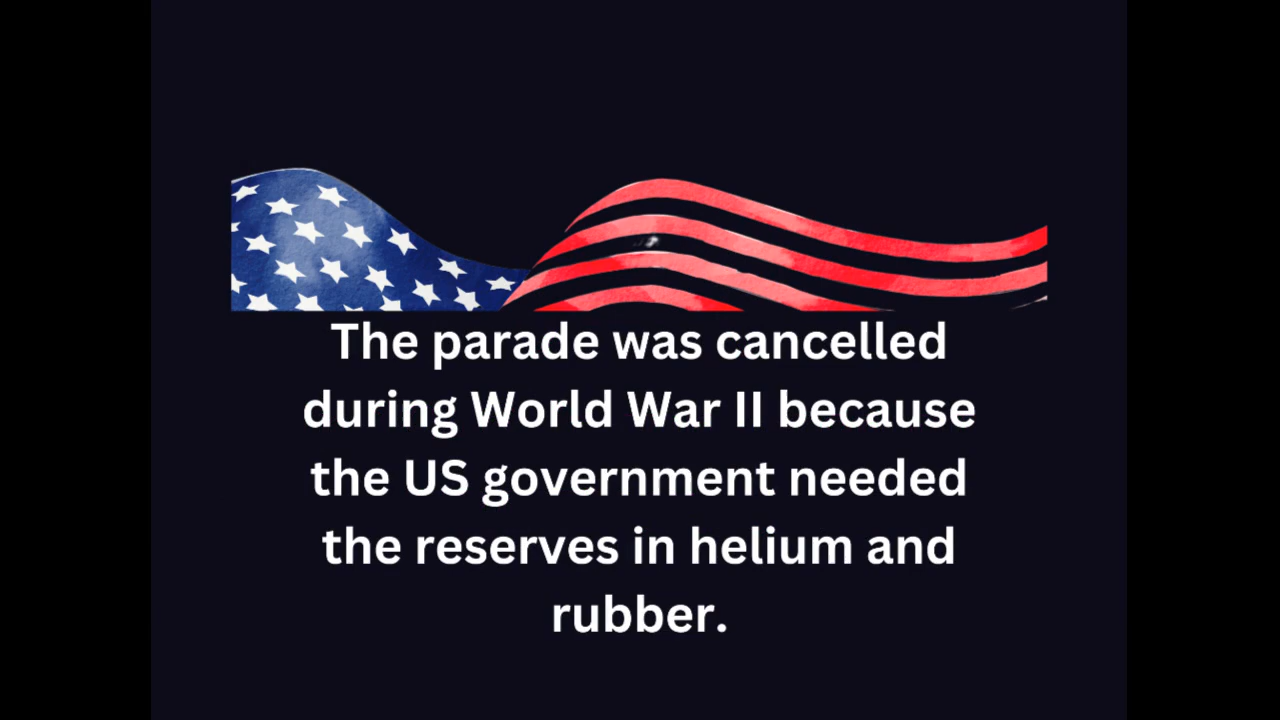 The parade was cancelled
during World War II because
the US government needed
the reserves in helium and
rubber.